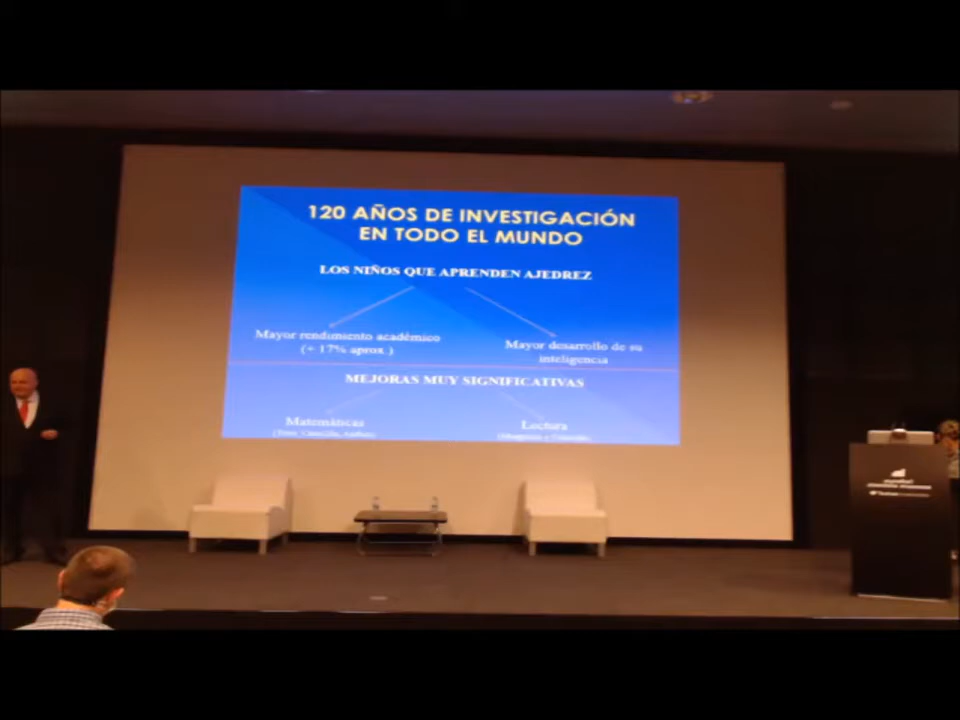 120 AÑOS DE INVESTIGACIÓN
EN TODO EL MUNDO
LOS NIÑOS QUE APRENDEN AJEDREZ
Mayor rendimiento académico
(+ 17% aprox.)
Mayor desarrollo de su
inteligencia
MEJORAS MUY SIGNIFICATIVAS
Matemáticas
Lectura